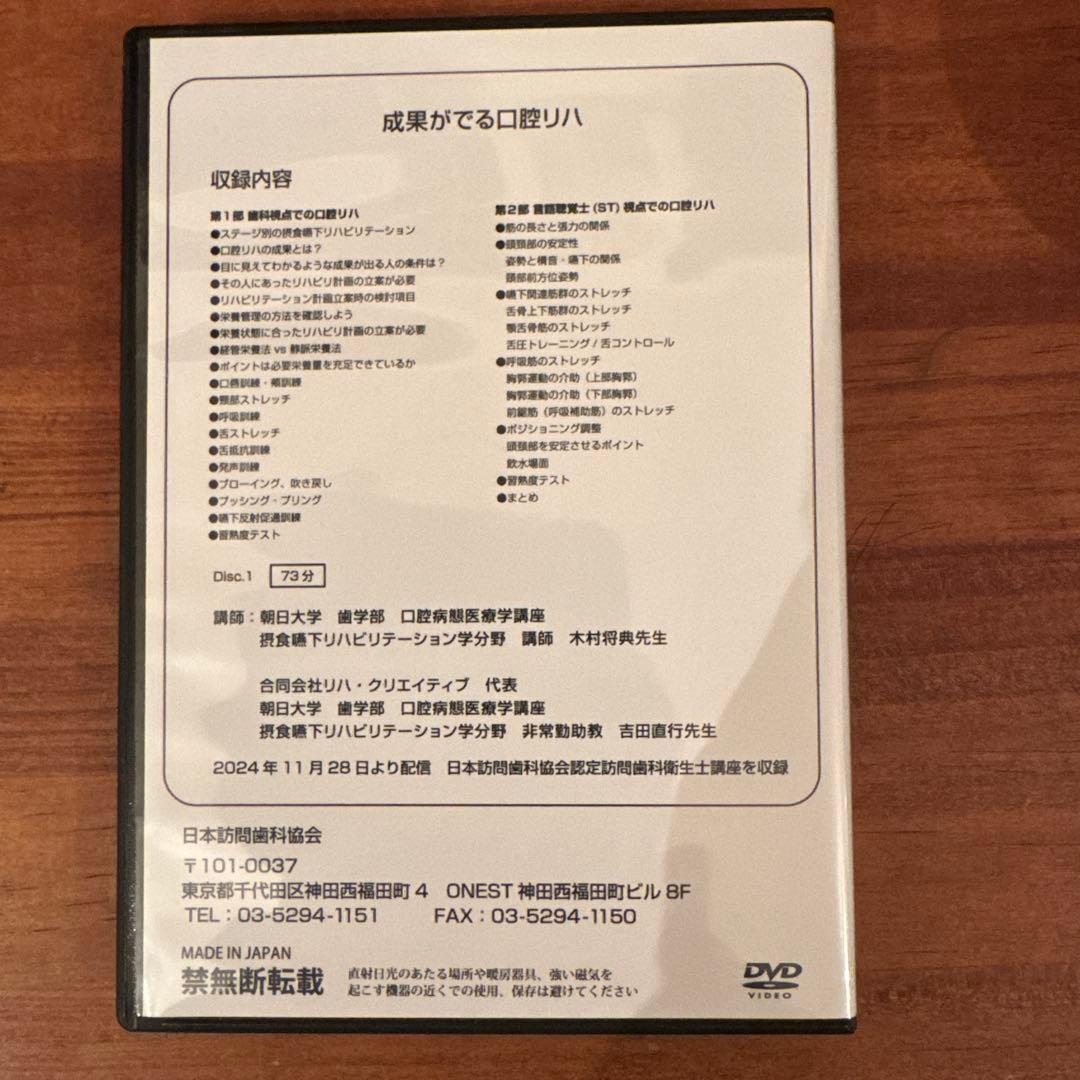 成果がでる口腔リハ
収録内容
第1部 歯科視点での口腔リハ
●ステージ別の摂食嚥下リハビリテーション
●口腔リハの成果とは？
●目に見えてわかるような成果が出る人の条件は？
●その人にあったリハビリ計画の立案が必要
●リハビリテーション計画立案時の検討項目
●栄養管理の方法を確認しよう
●栄養状態に合ったリハビリ計画の立案が必要
●経管栄養法 vs 静脈栄養法
●ポイントは必要栄養量を充足できているか
●口唇訓練・頬訓練
●頸部ストレッチ
●呼吸訓練
●舌ストレッチ
●舌抵抗訓練
●発声訓練
●ブローイング、吹き戻し
●プッシング・プリング
●嚥下反射促通訓練
●習熟度テスト
第2部 言語聴覚士(ST)視点での口腔リハ
●筋の長さと張力の関係
●頭頸部の安定性
姿勢と構音・嚥下の関係
頭部前方位姿勢
●嚥下関連筋群のストレッチ
舌骨上下筋群のストレッチ
顎舌骨筋のストレッチ
舌圧トレーニング / 舌コントロール
●呼吸筋のストレッチ
胸郭運動の介助（上部胸郭）
胸郭運動の介助（下部胸郭）
前鋸筋（呼吸補助筋）のストレッチ
●ポジショニング調整
頭頸部を安定させるポイント
飲水場面
●習熟度テスト
●まとめ
Disc.1 73分
講師：朝日大学 歯学部 口腔病態医療学講座
摂食嚥下リハビリテーション学分野 講師 木村将典先生
合同会社リハ・クリエイティブ 代表
朝日大学 歯学部 口腔病態医療学講座
摂食嚥下リハビリテーション学分野 非常勤助教 吉田直行先生
2024年11月28日より配信 日本訪問歯科協会認定訪問歯科衛生士講座を収録
日本訪問歯科協会
〒101-0037
東京都千代田区神田西福田町4 ONEST神田西福田町ビル8F
TEL：03-5294-1151 FAX：03-5294-1150
MADE IN JAPAN
禁無断転載
直射日光のあたる場所や暖房器具、強い磁気を
起こす機器の近くでの使用、保存は避けてください
DVD
VIDEO